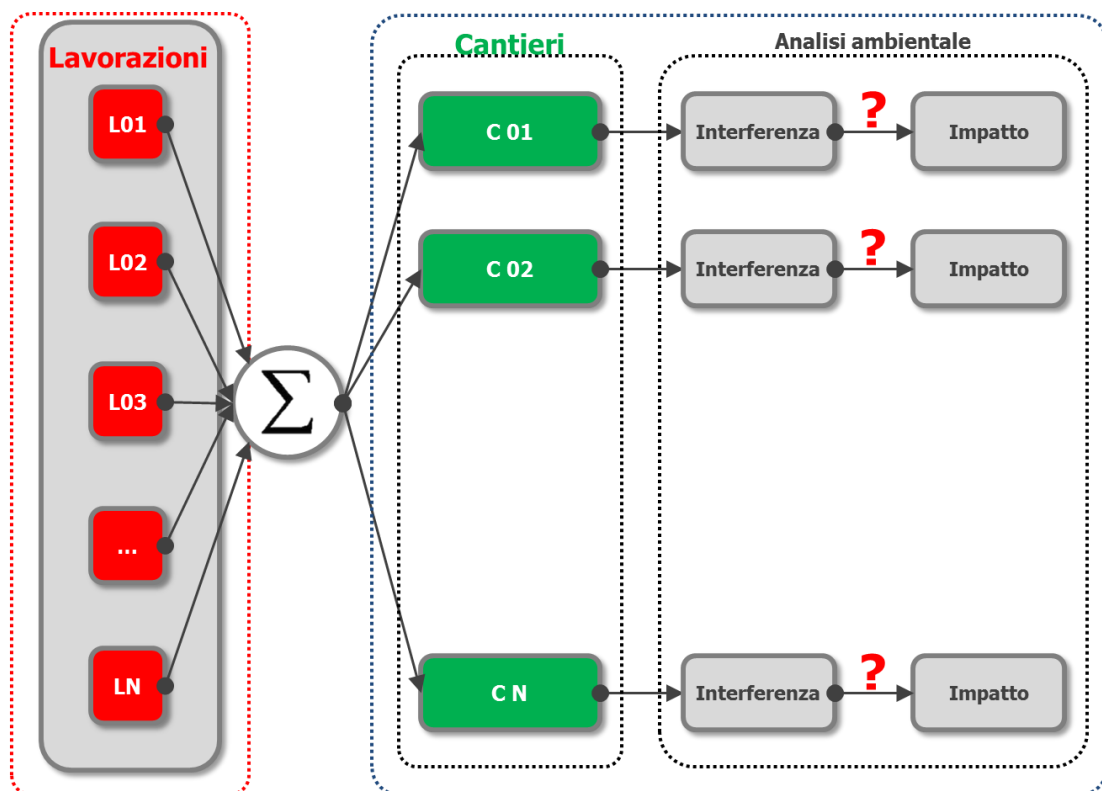 Lavorazioni
L01
L02
L03
...
LN
Σ
Cantieri
C 01
C 02
C N
Analisi ambientale
Interferenza ? Impatto
Interferenza ? Impatto
Interferenza ? Impatto